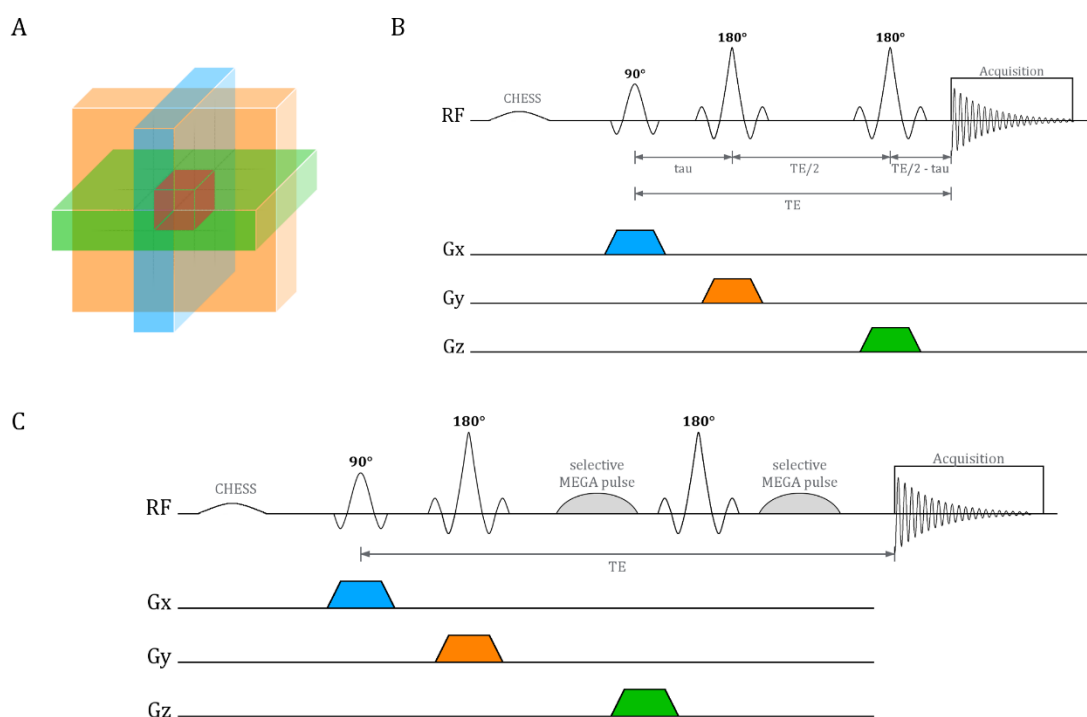 A
B
180°
180°
90°
Acquisition
CHESS
RF
tau
TE/2
TE/2 - tau
TE
Gx
Gy
Gz
C
180°
180°
90°
selective
MEGA pulse
selective
MEGA pulse
Acquisition
CHESS
RF
TE
Gx
Gy
Gz